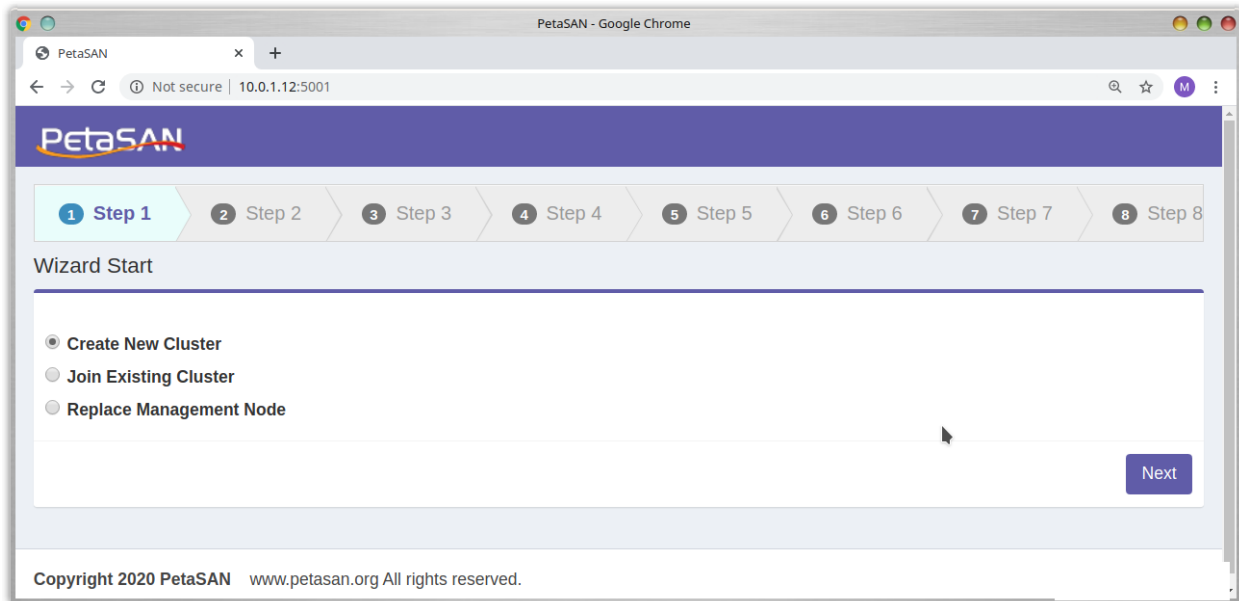 PetaSAN - Google Chrome
PetaSAN × +
Not secure | 10.0.1.12:5001 M
PetaSAN
1 Step 1 2 Step 2 3 Step 3 4 Step 4 5 Step 5 6 Step 6 7 Step 7 8 Step 8
Wizard Start
Create New Cluster
Join Existing Cluster
Replace Management Node
Next
Copyright 2020 PetaSAN www.petasan.org All rights reserved.